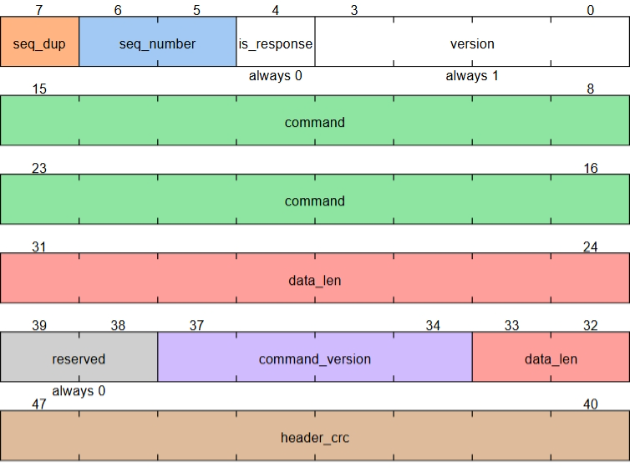 7 6 5 4 3 0
seq_dup seq_number is_response version
always 0 always 1
15 8
command
23 16
command
31 24
data_len
39 38 37 34 33 32
reserved command_version data_len
always 0
47 40
header_crc